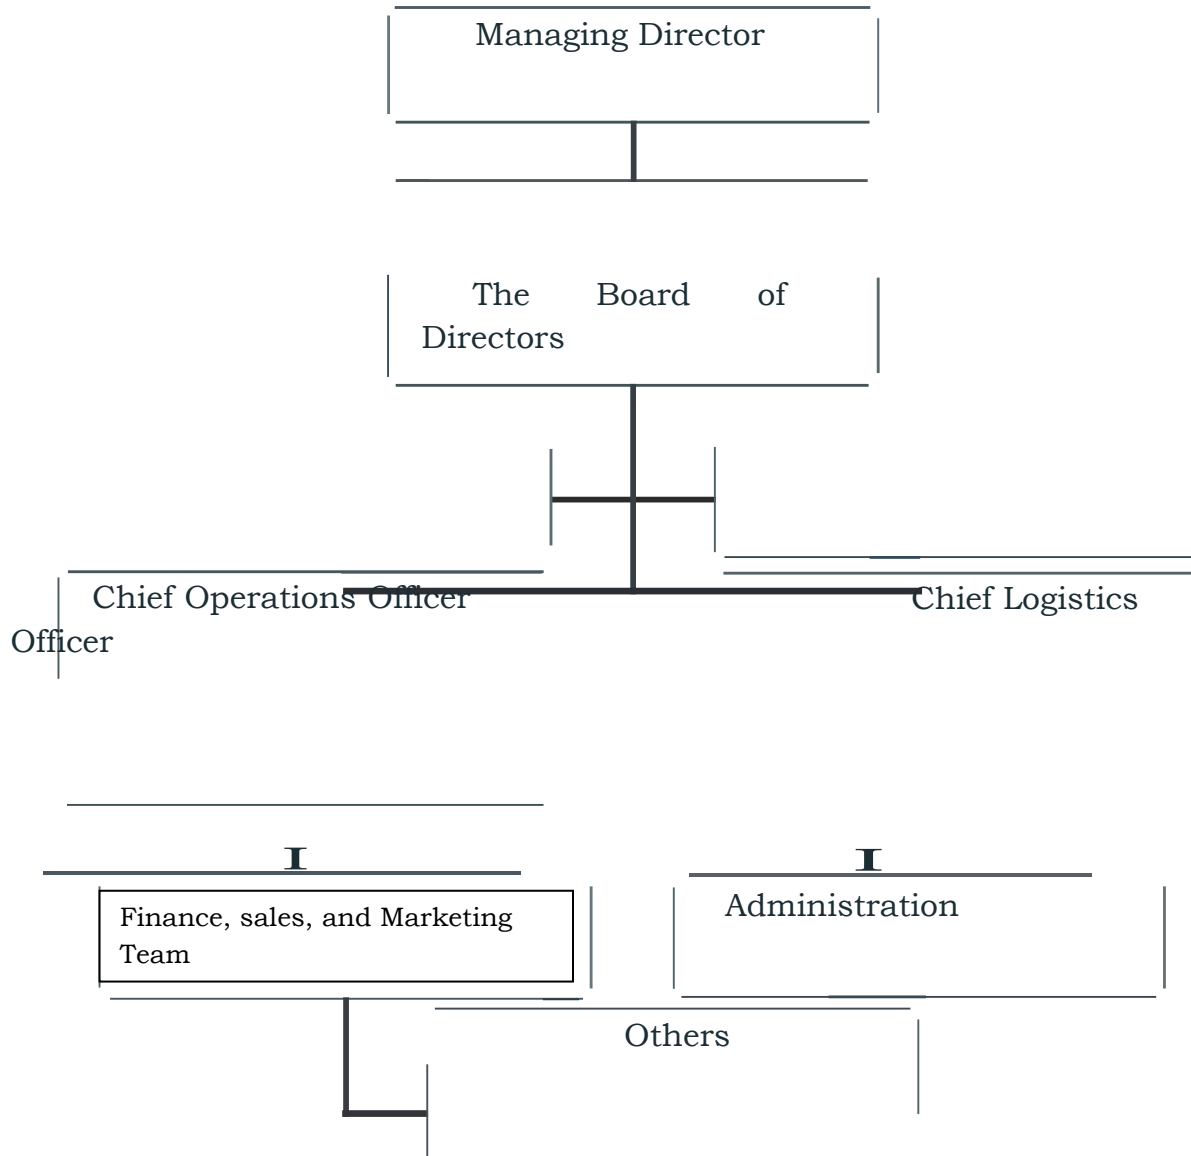 Managing Director
The Board of
Directors
Chief Operations Officer Chief Logistics
Officer
I I
Finance, sales, and Marketing
Team
Administration
Others